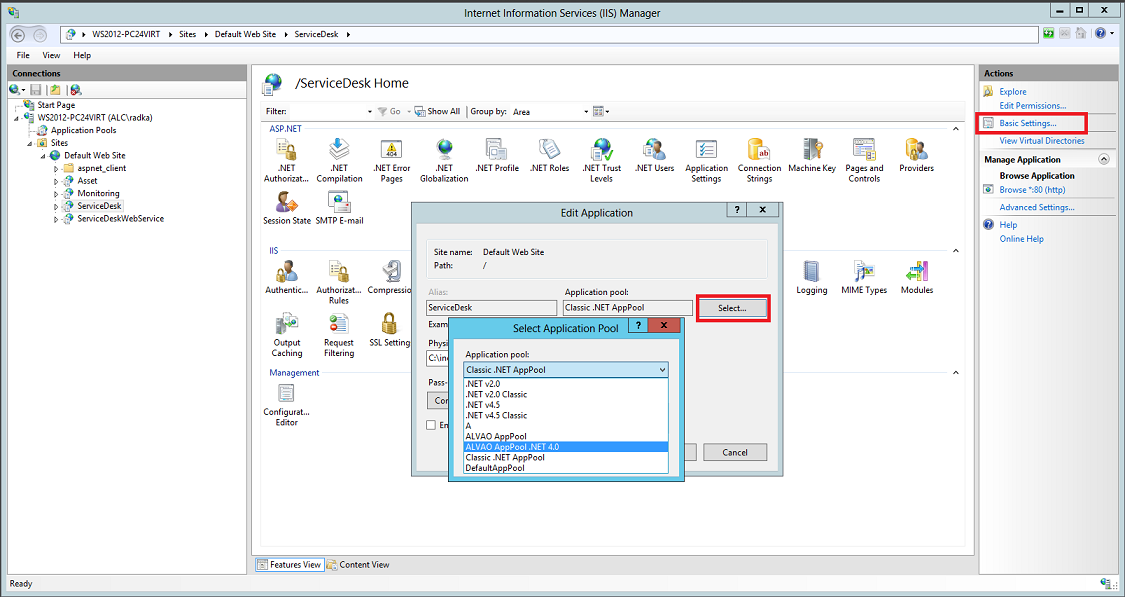 Internet Information Services (IIS) Manager
WS2012-PC24VIRT
Sites
Default Web Site
ServiceDesk
File View Help
Connections
Start Page
WS2012-PC24VIRT (ALC\radka)
Application Pools
Sites
Default Web Site
aspnet_client
Asset
Monitoring
ServiceDesk
ServiceDeskWebService
/ServiceDesk Home
Filter: Go Show All Group by: Area
ASP.NET
.NET Authorizat...
.NET Compilation
.NET Error Pages
.NET Globalization
.NET Profile
.NET Roles
.NET Trust Levels
.NET Users
Application Settings
Connection Strings
Machine Key
Pages and Controls
Providers
Session State
SMTP E-mail
IIS
Authentic...
Authorizat... Rules
Compressio
Logging
MIME Types
Modules
Output Caching
Request Filtering
SSL Setting
Management
Configurat... Editor
Edit Application
? X
Site name: Default Web Site
Path: /
Alias:
Application pool:
ServiceDesk
Classic .NET AppPool
Select...
Exam
Physi
C:\in
Pass-
Con
En
Cancel
Select Application Pool
? X
Application pool:
Classic .NET AppPool
.NET v2.0
.NET v2.0 Classic
.NET v4.5
.NET v4.5 Classic
A
ALVAO AppPool
ALVAO AppPool .NET 4.0
Classic .NET AppPool
DefaultAppPool
Actions
Explore
Edit Permissions...
Basic Settings...
View Virtual Directories
Manage Application
Browse Application
Browse *:80 (http)
Advanced Settings...
Help
Online Help
Features View
Content View
Ready